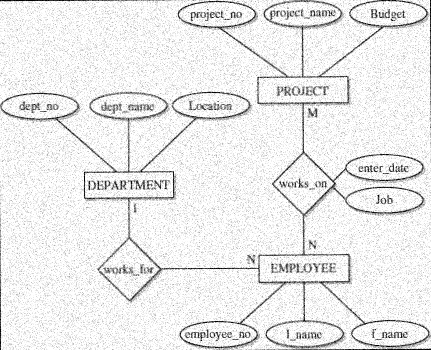 project_no
project_name
Budget
PROJECT
M
dept_no
dept_name
Location
DEPARTMENT
1
works_on
enter_date
Job
works_for
N
N
EMPLOYEE
employee_no
l_name
f_name